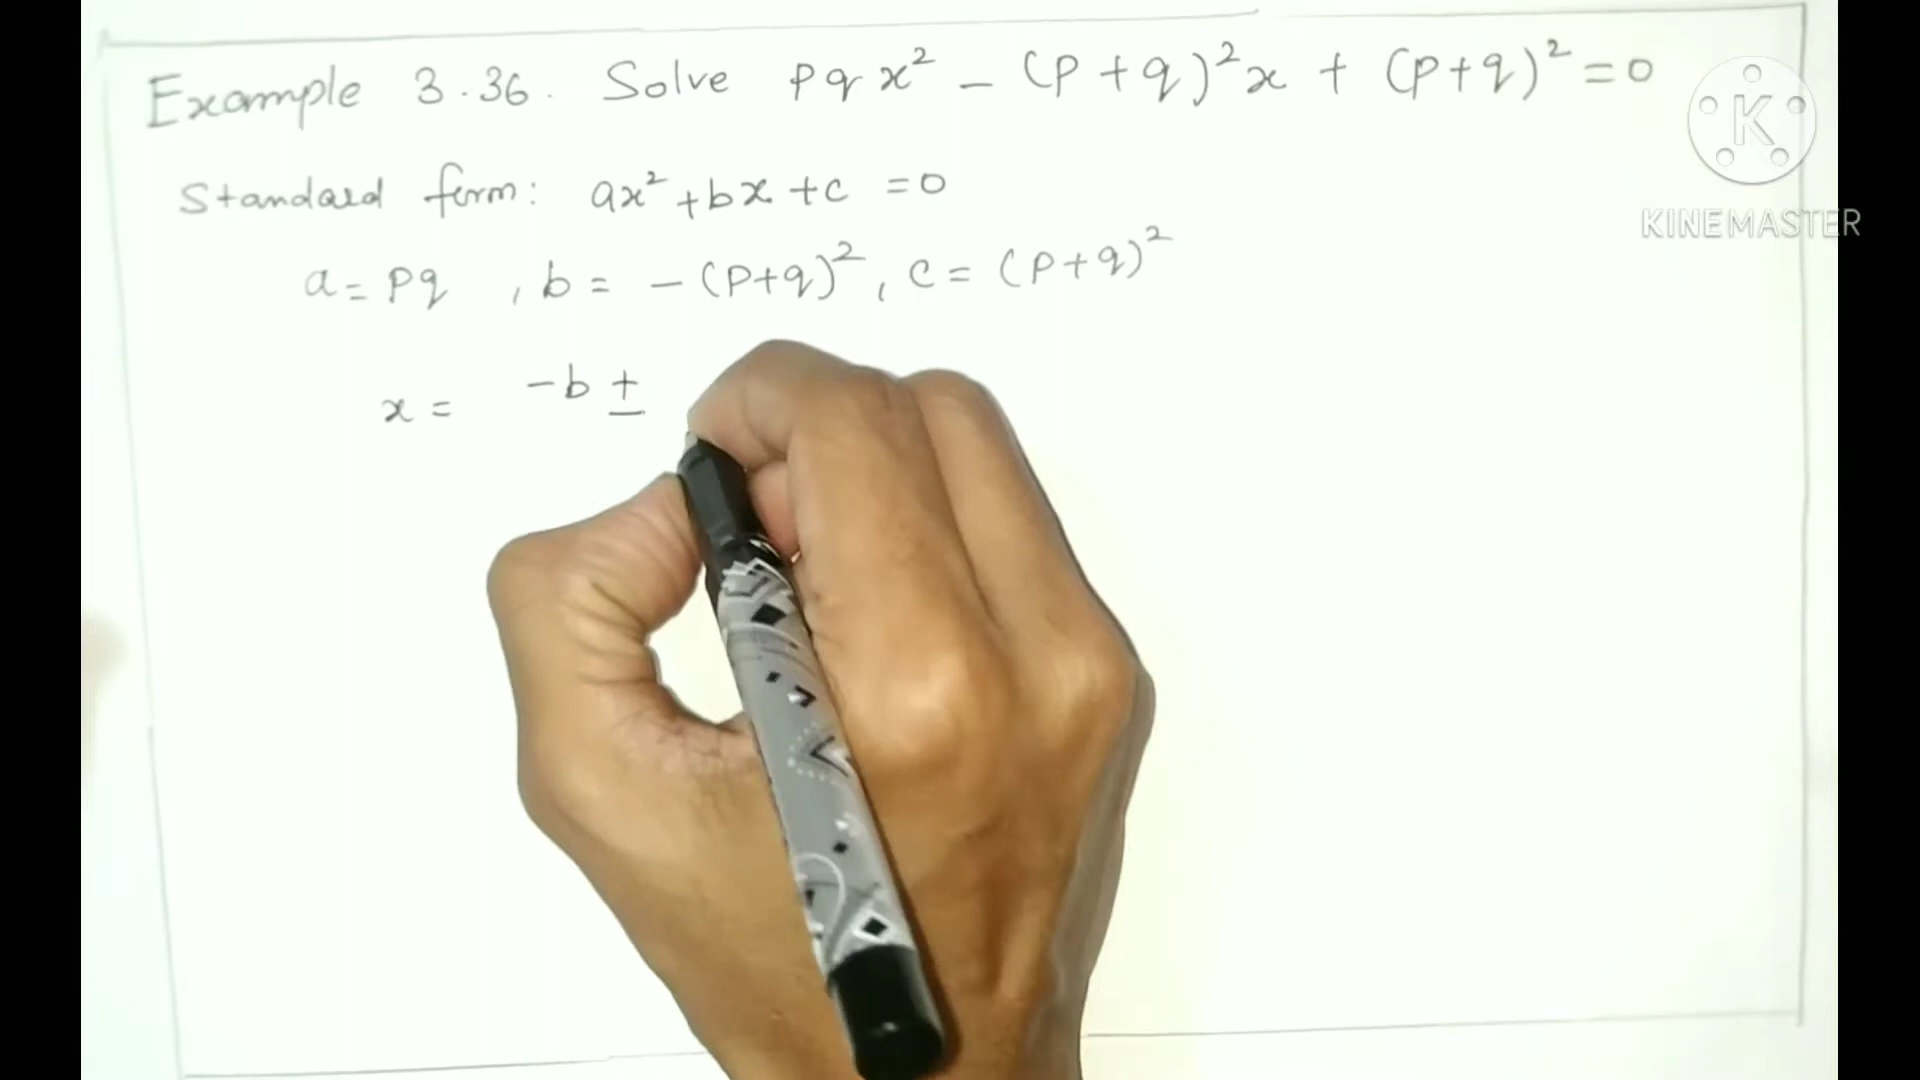 Example 3.36. Solve pqx² - (p+q)²x + (p+q)² = 0
K
KINEMASTER
Standard form: ax² + bx + c = 0
a = pq , b = - (p+q)², c = (p+q)²
x = -b ±